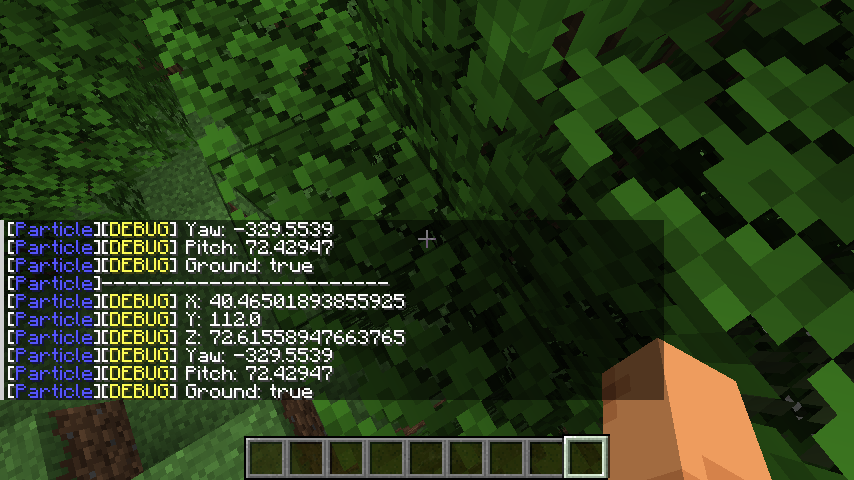 [Particle][DEBUG] Yaw: -329.5539
[Particle][DEBUG] Pitch: 72.42947
[Particle][DEBUG] Ground: true
[Particle]------------------------
[Particle][DEBUG] X: 40.46501893855925
[Particle][DEBUG] Y: 112.0
[Particle][DEBUG] Z: 72.61558947663765
[Particle][DEBUG] Yaw: -329.5539
[Particle][DEBUG] Pitch: 72.42947
[Particle][DEBUG] Ground: true